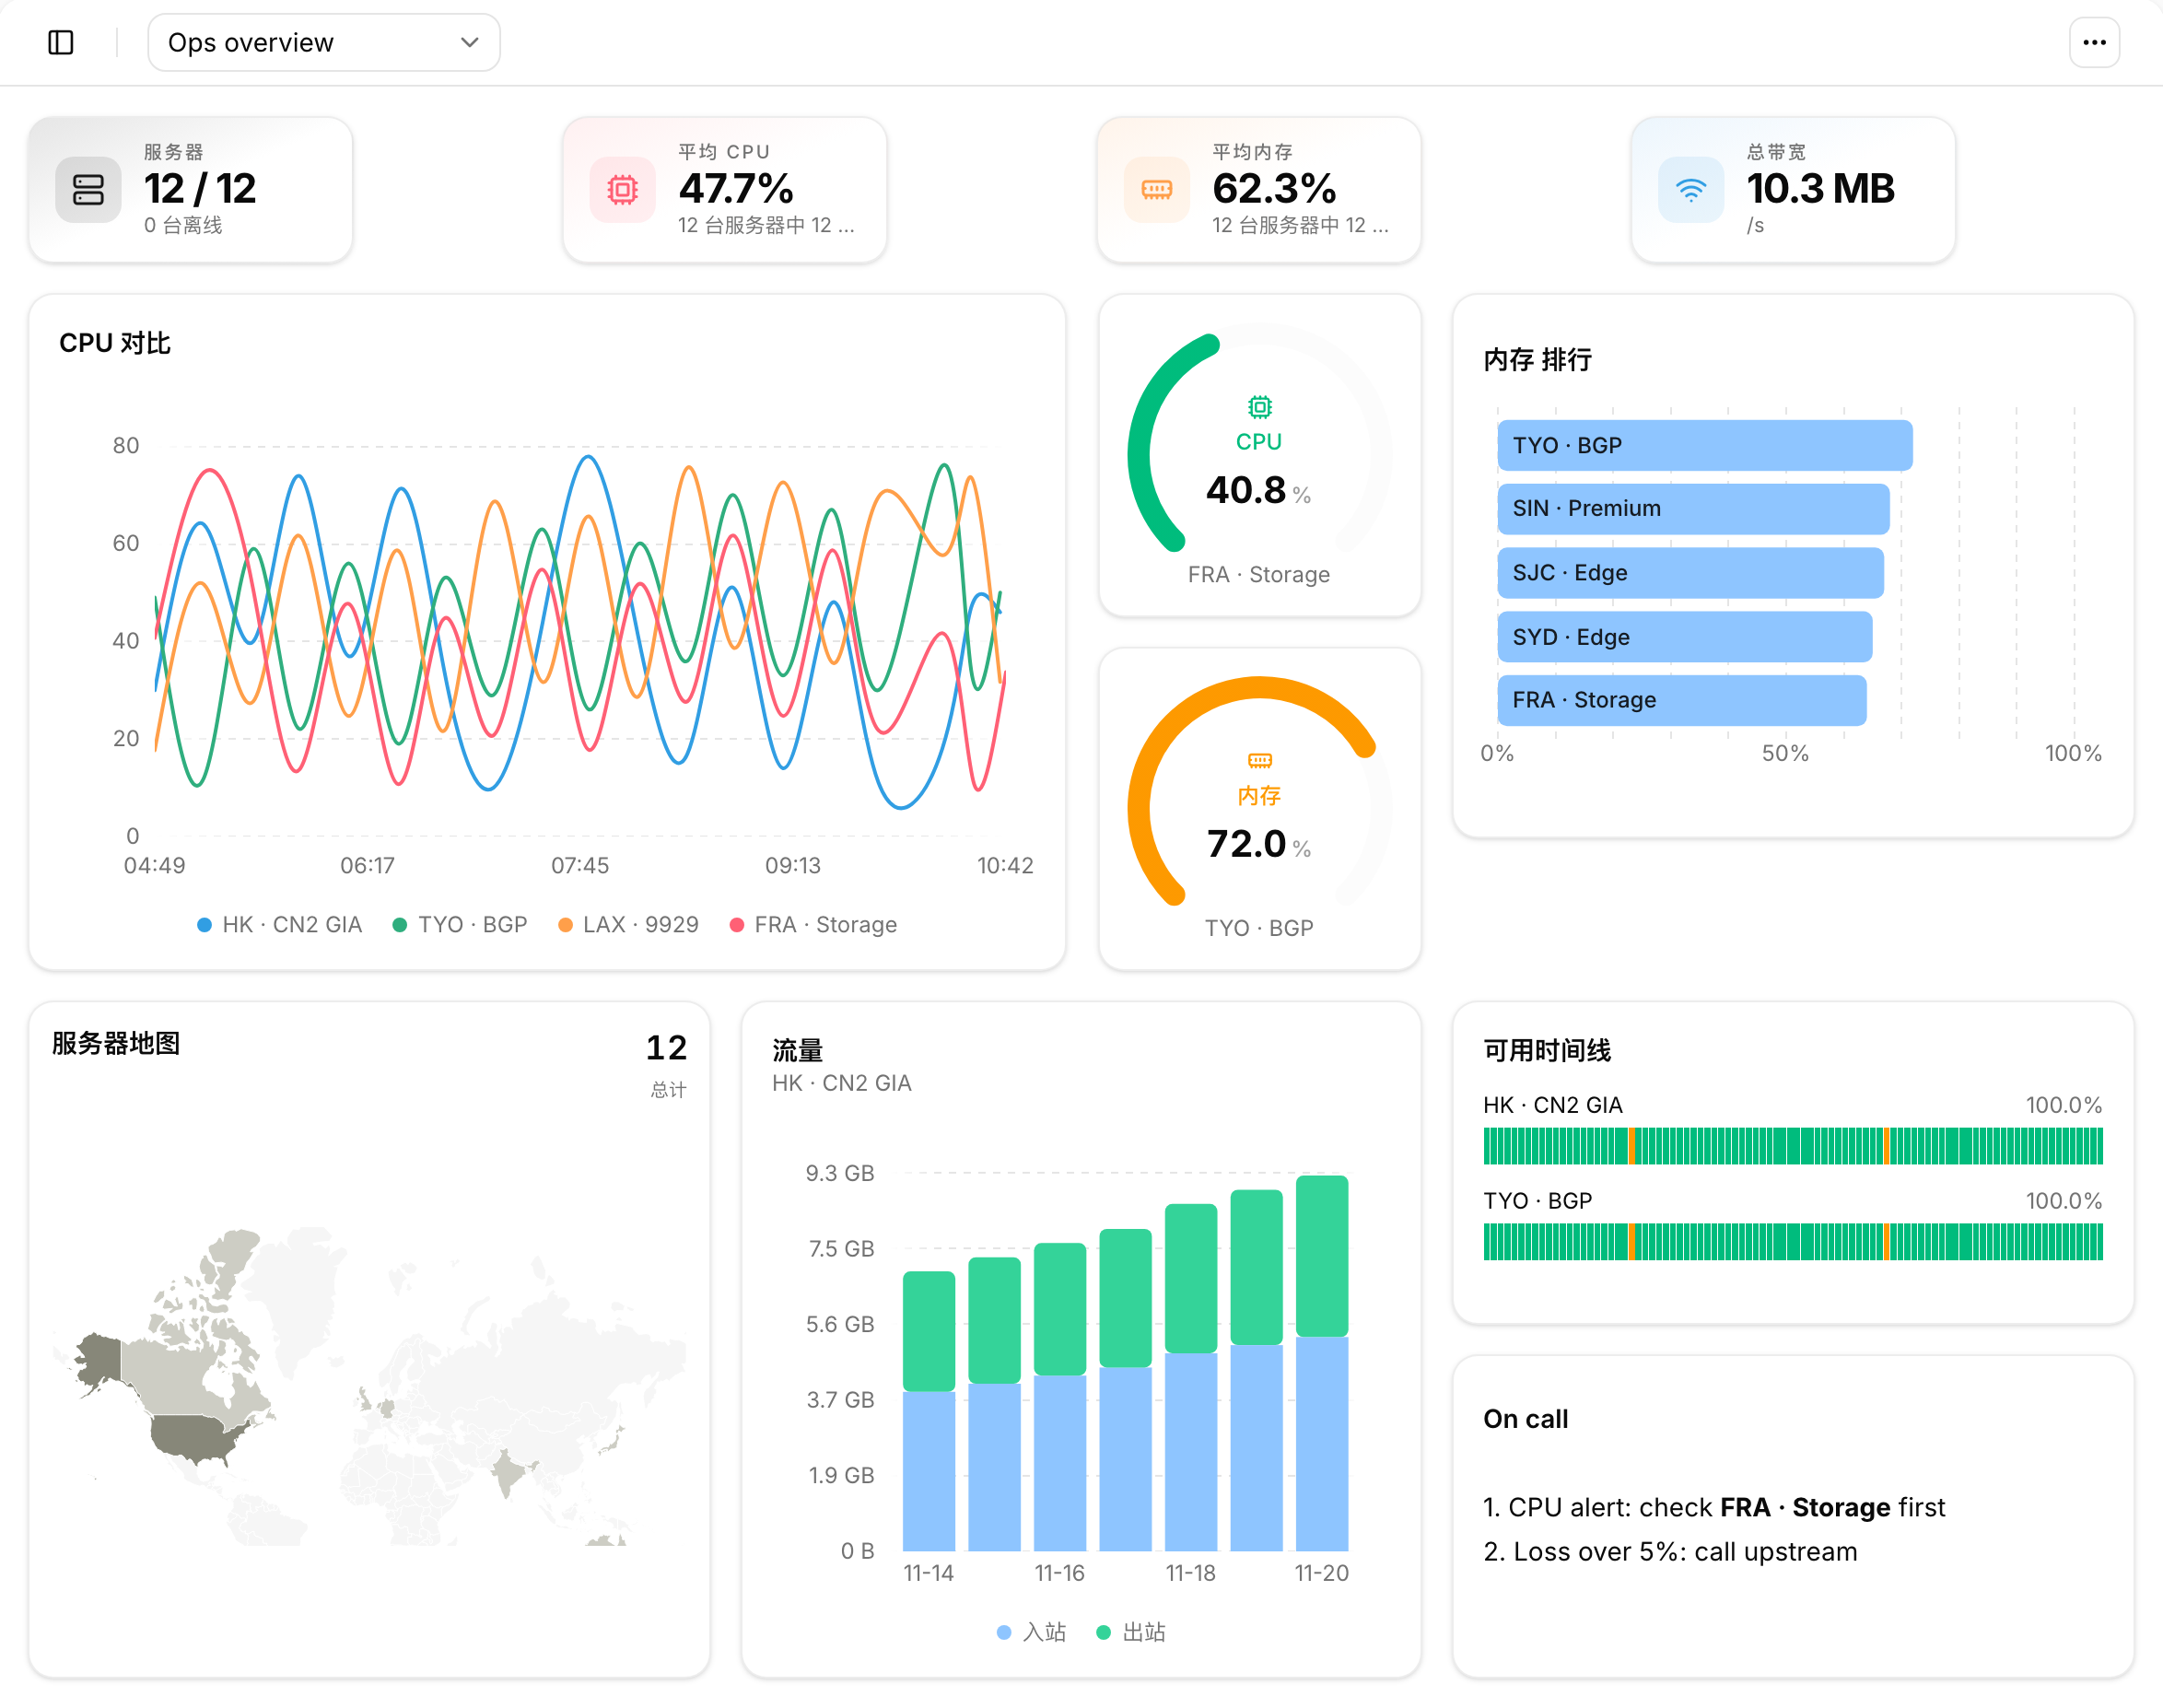 Ops overview
服务器
12 / 12
0 台离线
平均 CPU
47.7%
12 台服务器中 12 ...
平均内存
62.3%
12 台服务器中 12 ...
总带宽
10.3 MB
/s
CPU 对比
80
60
40
20
0
04:49
06:17
07:45
09:13
10:42
HK · CN2 GIA
TYO · BGP
LAX · 9929
FRA · Storage
CPU
40.8 %
FRA · Storage
内存
72.0 %
TYO · BGP
内存 排行
TYO · BGP
SIN · Premium
SJC · Edge
SYD · Edge
FRA · Storage
0%
50%
100%
服务器地图
12
总计
流量
HK · CN2 GIA
9.3 GB
7.5 GB
5.6 GB
3.7 GB
1.9 GB
0 B
11-14
11-16
11-18
11-20
入站
出站
可用时间线
HK · CN2 GIA
100.0%
TYO · BGP
100.0%
On call
1. CPU alert: check FRA · Storage first
2. Loss over 5%: call upstream